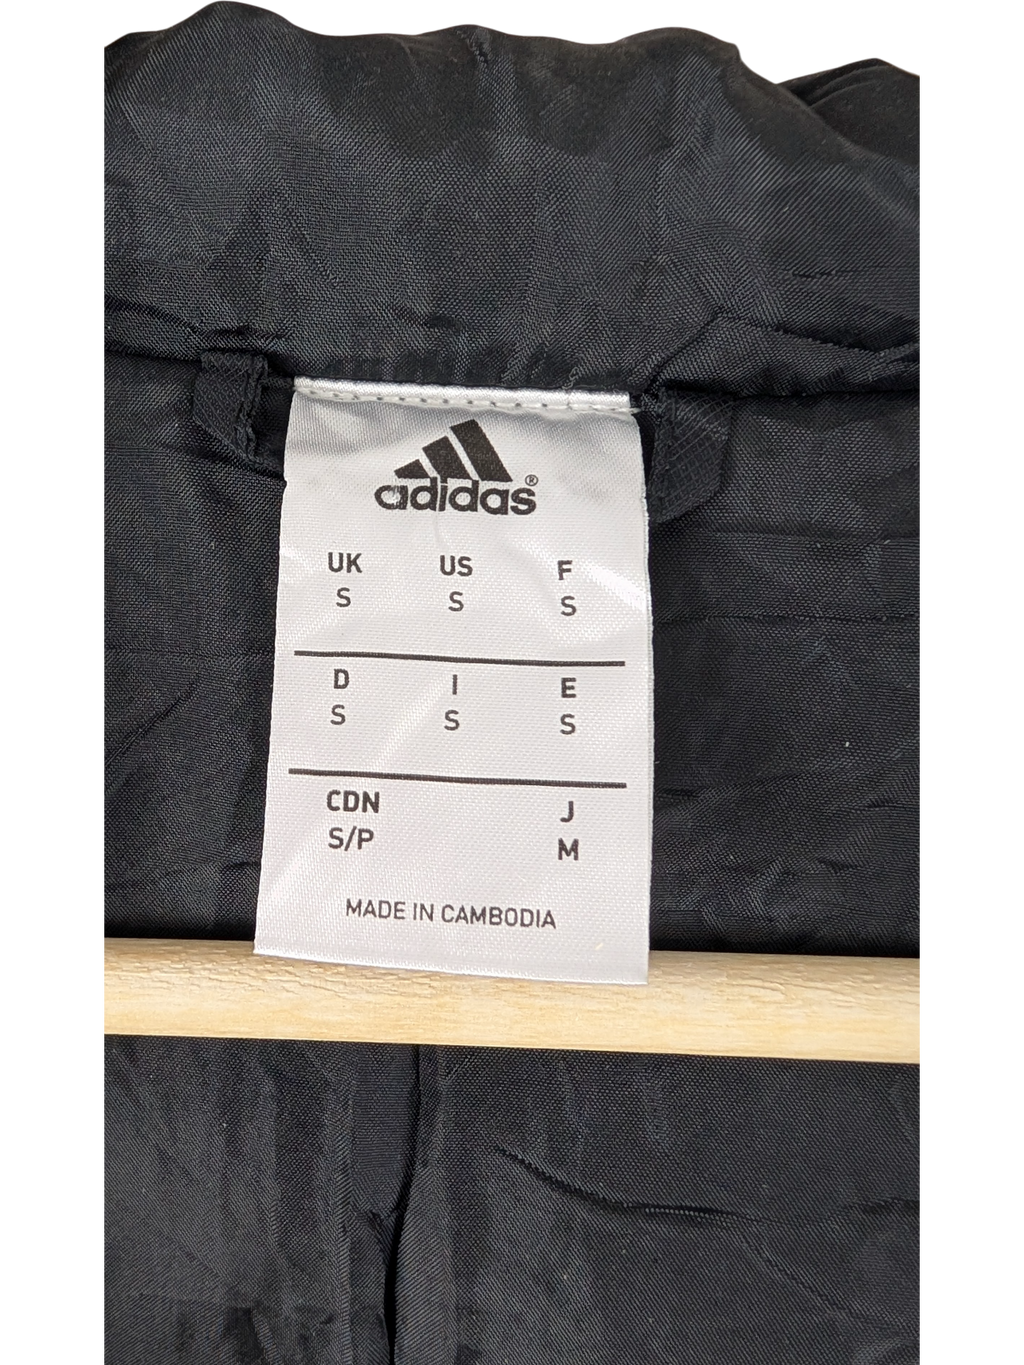 adidas®
UK US F
S S S
D I E
S S S
CDN J
S/P M
MADE IN CAMBODIA